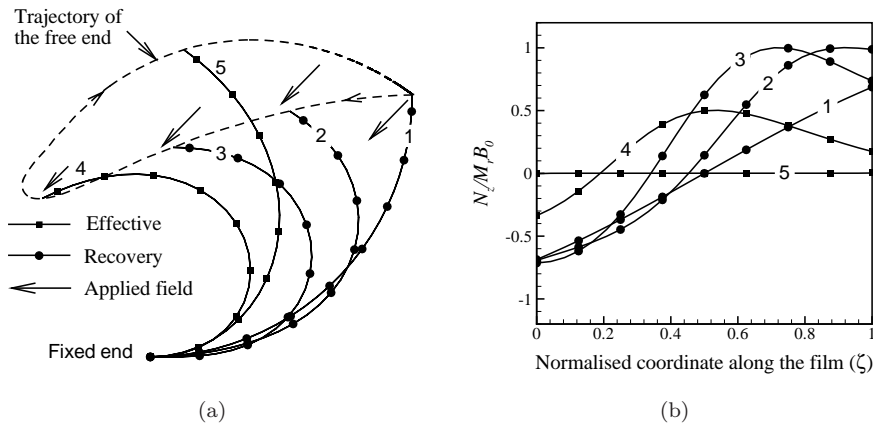 Trajectory of
the free end
5
3
2
1
4
Effective
Recovery
Applied field
Fixed end
(a)
N_z/M_rB_0
1
0.5
0
-0.5
-1
0
0.2
0.4
0.6
0.8
1
3
2
1
4
5
Normalised coordinate along the film (ζ)
(b)